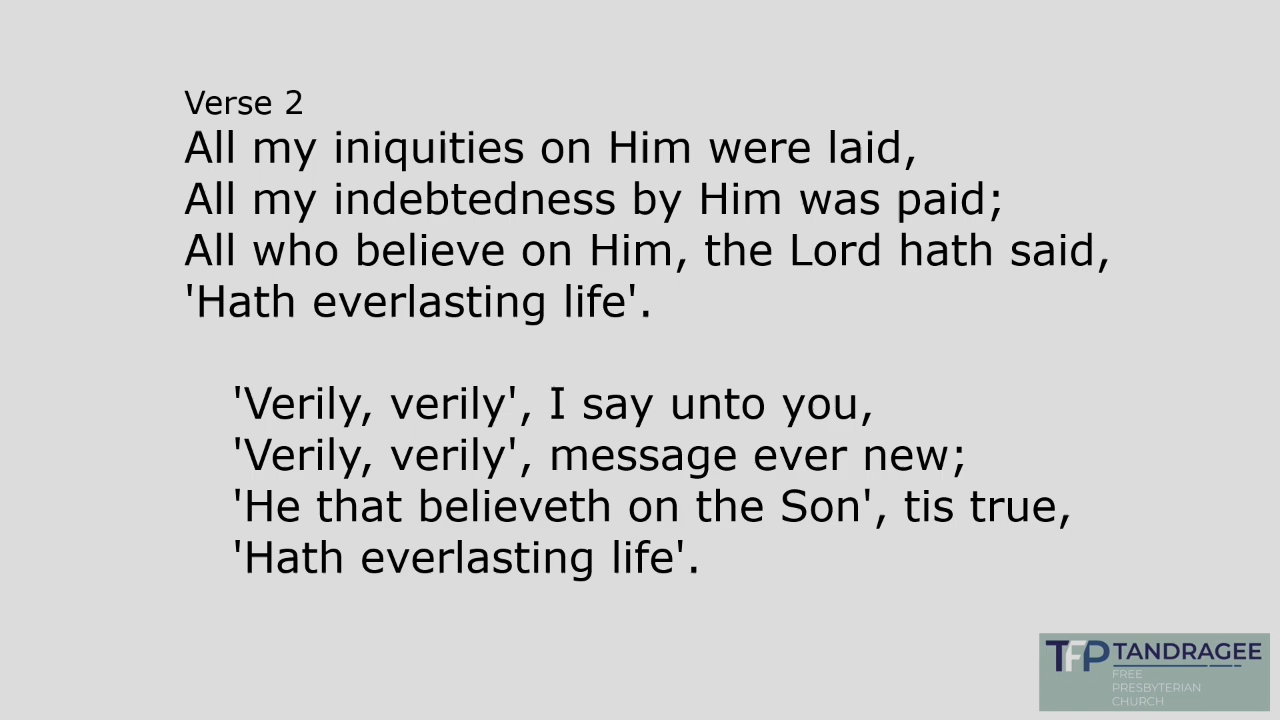 Verse 2
All my iniquities on Him were laid,
All my indebtedness by Him was paid;
All who believe on Him, the Lord hath said,
'Hath everlasting life'.
'Verily, verily', I say unto you,
'Verily, verily', message ever new;
'He that believeth on the Son', tis true,
'Hath everlasting life'.
TFP TANDRAGEE
FREE
PRESBYTERIAN
CHURCH